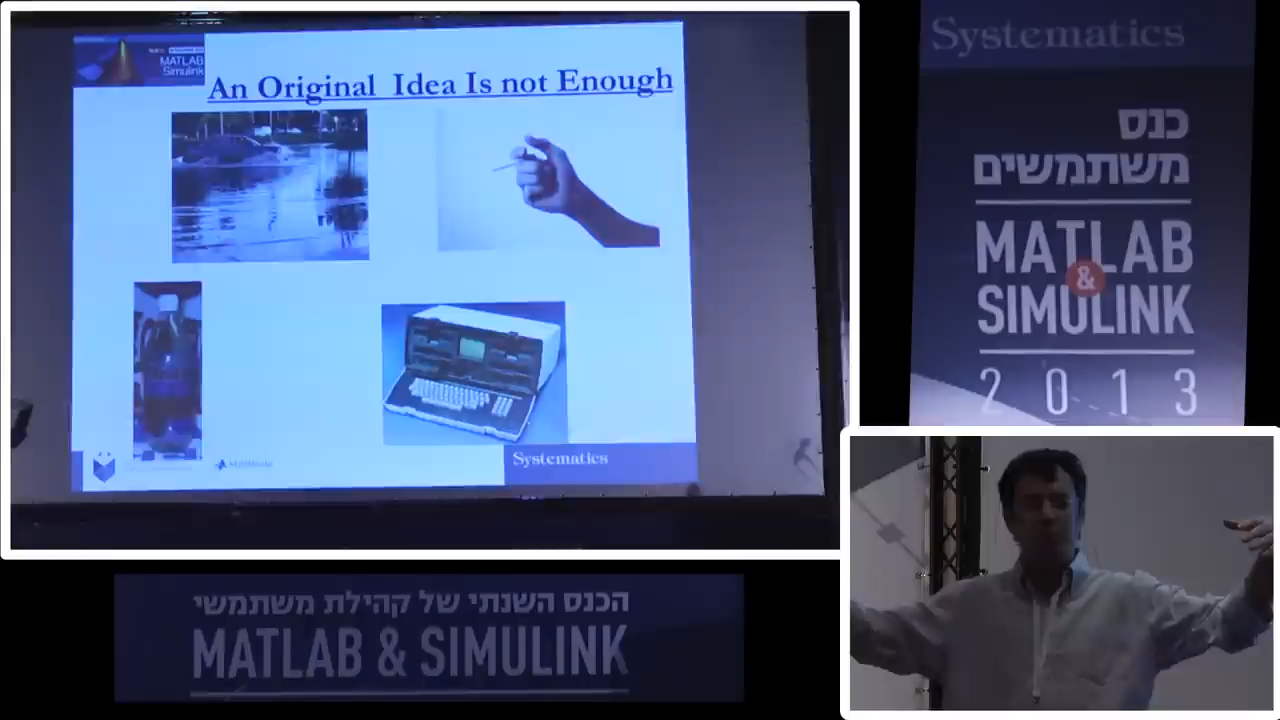 MATLAB
Simulink
An Original Idea Is not Enough
MathWorks
Systematics
Systematics
כנס
משתמשים
MATLAB
&
SIMULINK
2013
הכנס השנתי של קהילת משתמשי
MATLAB & SIMULINK